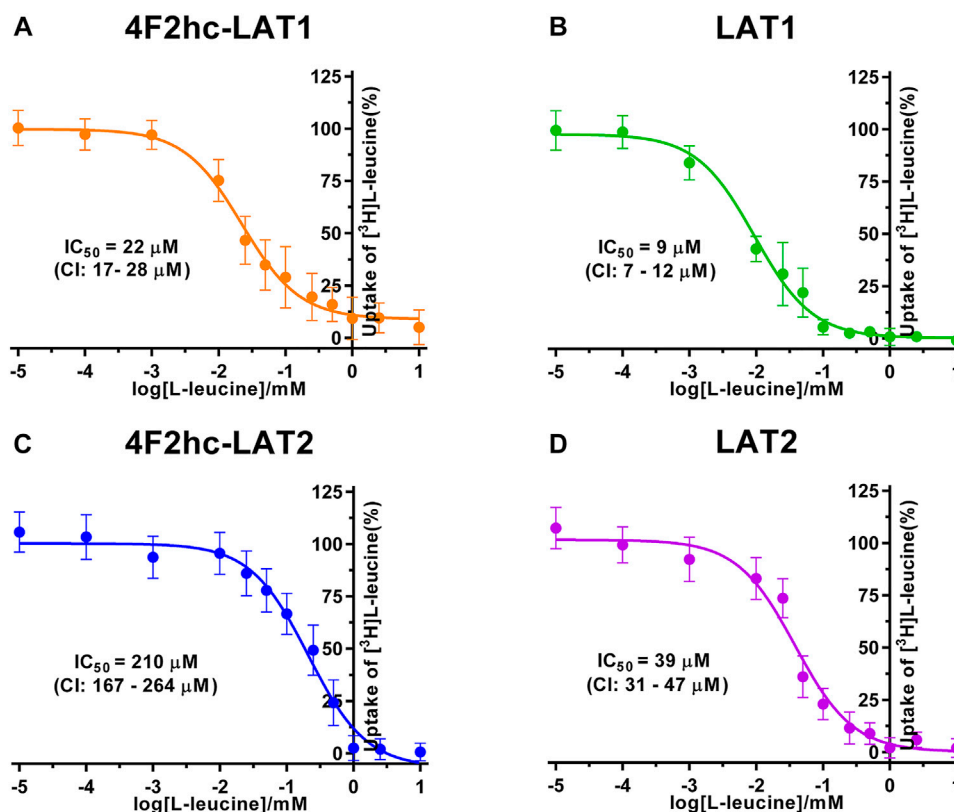 A
4F2hc-LAT1
125
100
75
50
25
0
Uptake of [³H]L-leucine(%)
IC₅₀ = 22 µM
(CI: 17- 28 µM)
-5 -4 -3 -2 -1 0 1
log[L-leucine]/mM
B
LAT1
125
100
75
50
25
0
Uptake of [³H]L-leucine(%)
IC₅₀ = 9 µM
(CI: 7 - 12 µM)
-5 -4 -3 -2 -1 0 1
log[L-leucine]/mM
C
4F2hc-LAT2
125
100
75
50
25
0
Uptake of [³H]L-leucine(%)
IC₅₀ = 210 µM
(CI: 167 - 264 µM)
-5 -4 -3 -2 -1 0 1
log[L-leucine]/mM
D
LAT2
125
100
75
50
25
0
Uptake of [³H]L-leucine(%)
IC₅₀ = 39 µM
(CI: 31 - 47 µM)
-5 -4 -3 -2 -1 0 1
log[L-leucine]/mM